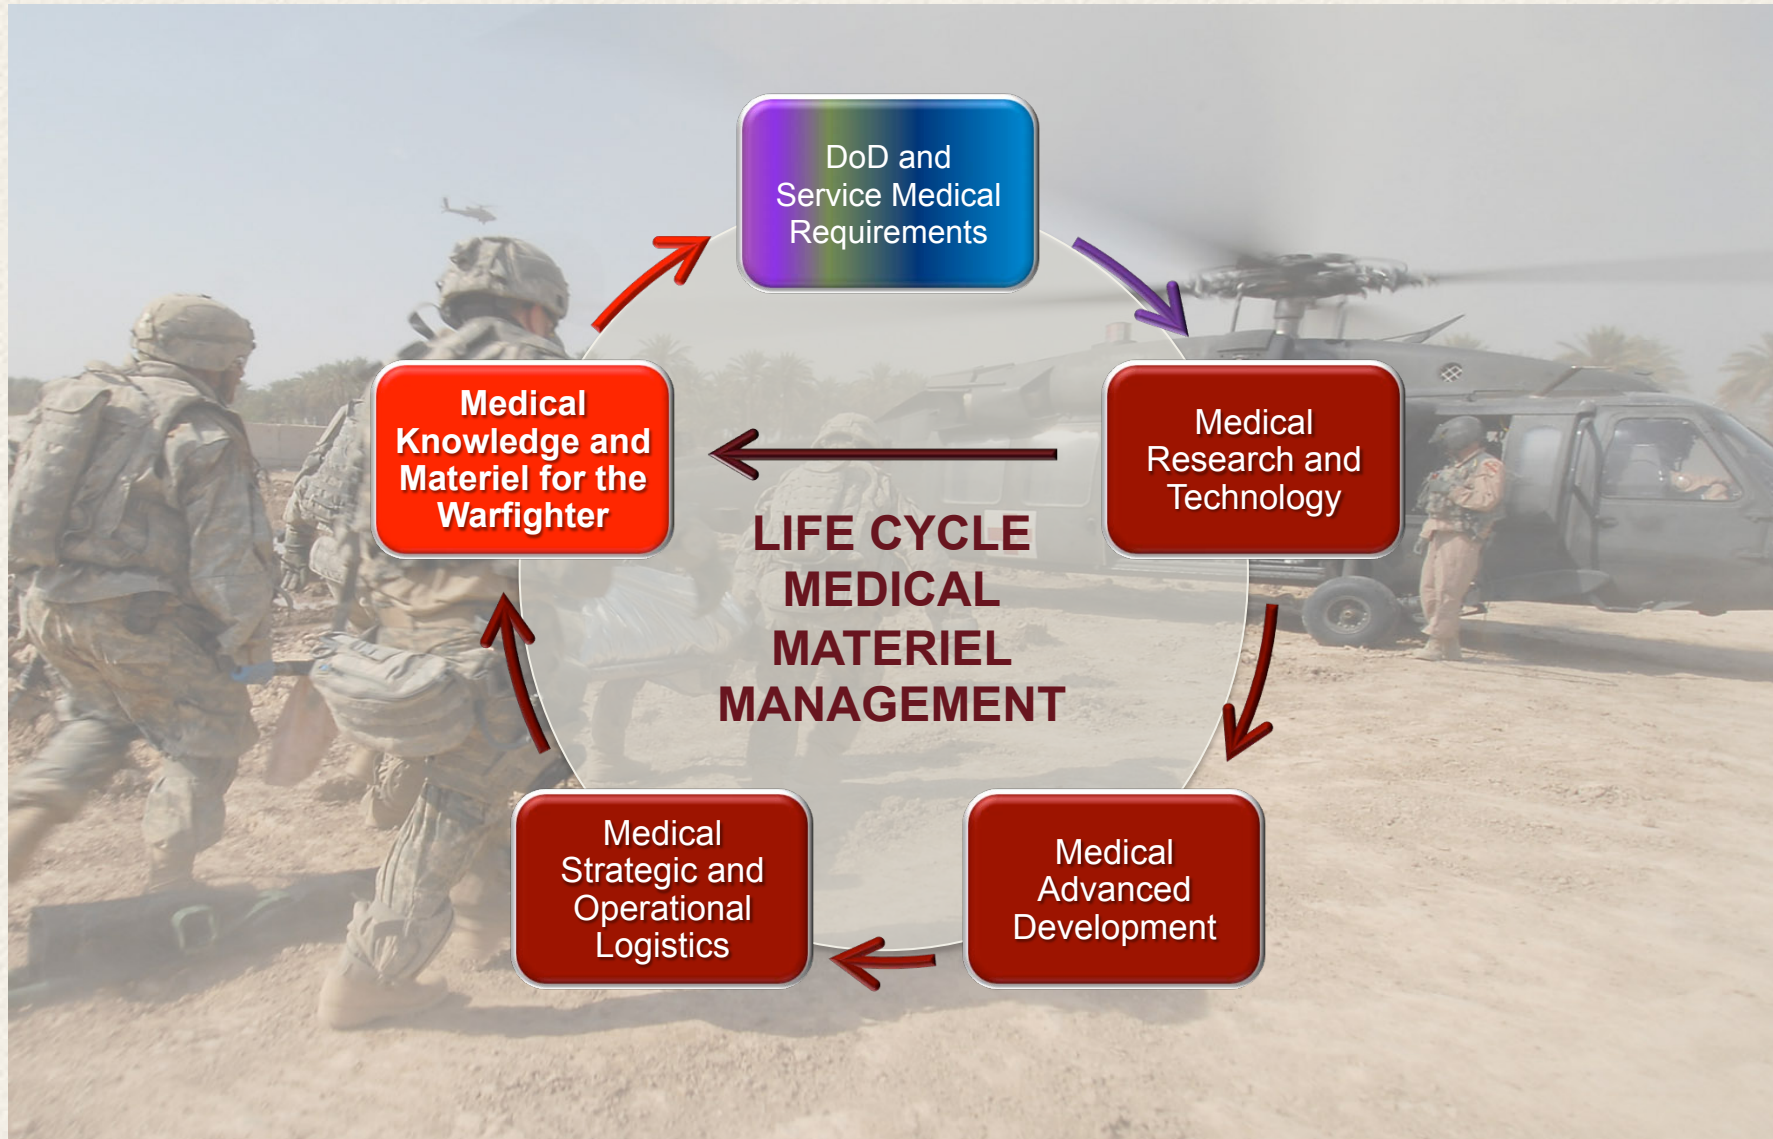 DoD and
Service Medical
Requirements
Medical
Knowledge and
Materiel for the
Warfighter
Medical
Research and
Technology
LIFE CYCLE
MEDICAL
MATERIEL
MANAGEMENT
Medical
Strategic and
Operational
Logistics
Medical
Advanced
Development